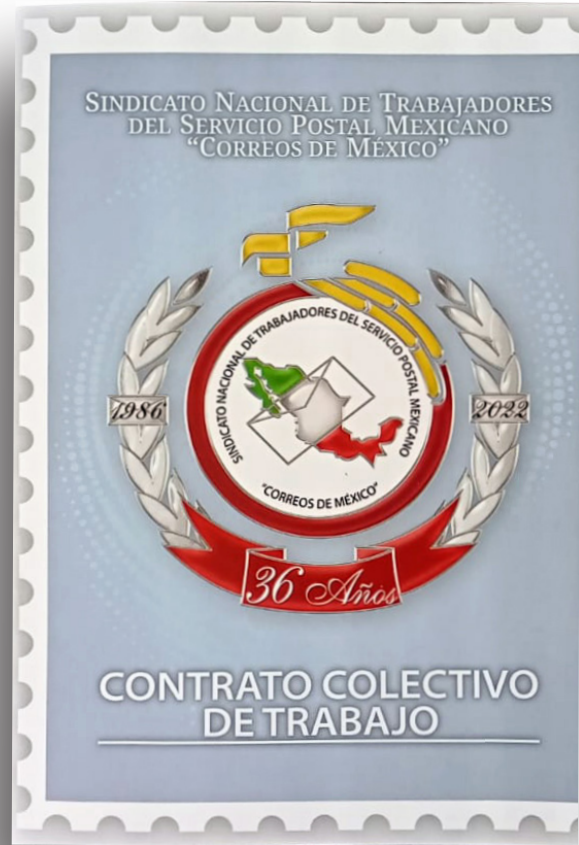 SINDICATO NACIONAL DE TRABAJADORES
DEL SERVICIO POSTAL MEXICANO
"CORREOS DE MÉXICO"
SINDICATO NACIONAL DE TRABAJADORES DEL SERVICIO POSTAL MEXICANO
1986
2022
"CORREOS DE MÉXICO"
36 Años
CONTRATO COLECTIVO
DE TRABAJO